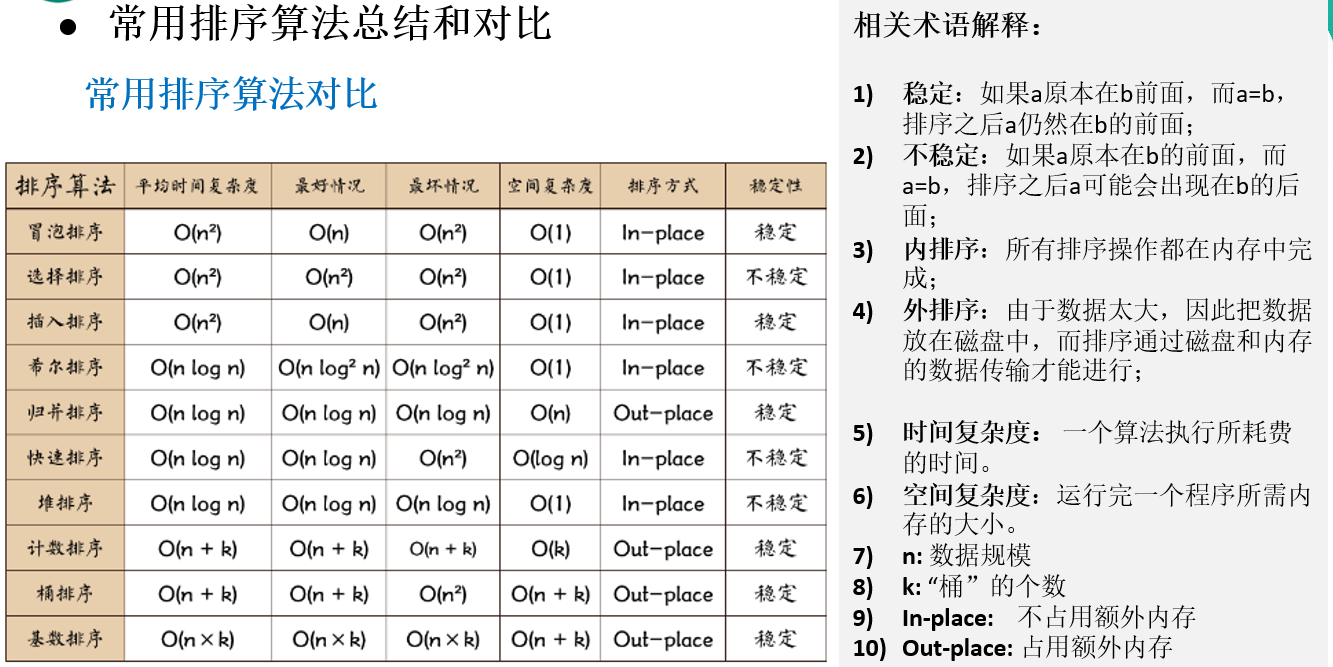 ● 常用排序算法总结和对比
常用排序算法对比
排序算法 平均时间复杂度 最好情况 最坏情况 空间复杂度 排序方式 稳定性
冒泡排序 O(n²) O(n) O(n²) O(1) In-place 稳定
选择排序 O(n²) O(n²) O(n²) O(1) In-place 不稳定
插入排序 O(n²) O(n) O(n²) O(1) In-place 稳定
希尔排序 O(n log n) O(n log² n) O(n log² n) O(1) In-place 不稳定
归并排序 O(n log n) O(n log n) O(n log n) O(n) Out-place 稳定
快速排序 O(n log n) O(n log n) O(n²) O(log n) In-place 不稳定
堆排序 O(n log n) O(n log n) O(n log n) O(1) In-place 不稳定
计数排序 O(n + k) O(n + k) O(n + k) O(k) Out-place 稳定
桶排序 O(n + k) O(n + k) O(n²) O(n + k) Out-place 稳定
基数排序 O(n×k) O(n×k) O(n×k) O(n + k) Out-place 稳定
相关术语解释：
1) 稳定：如果a原本在b前面，而a=b，
排序之后a仍然在b的前面；
2) 不稳定：如果a原本在b的前面，而
a=b，排序之后a可能会出现在b的后
面；
3) 内排序：所有排序操作都在内存中完
成；
4) 外排序：由于数据太大，因此把数据
放在磁盘中，而排序通过磁盘和内存
的数据传输才能进行；
5) 时间复杂度： 一个算法执行所耗费
的时间。
6) 空间复杂度：运行完一个程序所需内
存的大小。
7) n: 数据规模
8) k: “桶”的个数
9) In-place: 不占用额外内存
10) Out-place: 占用额外内存